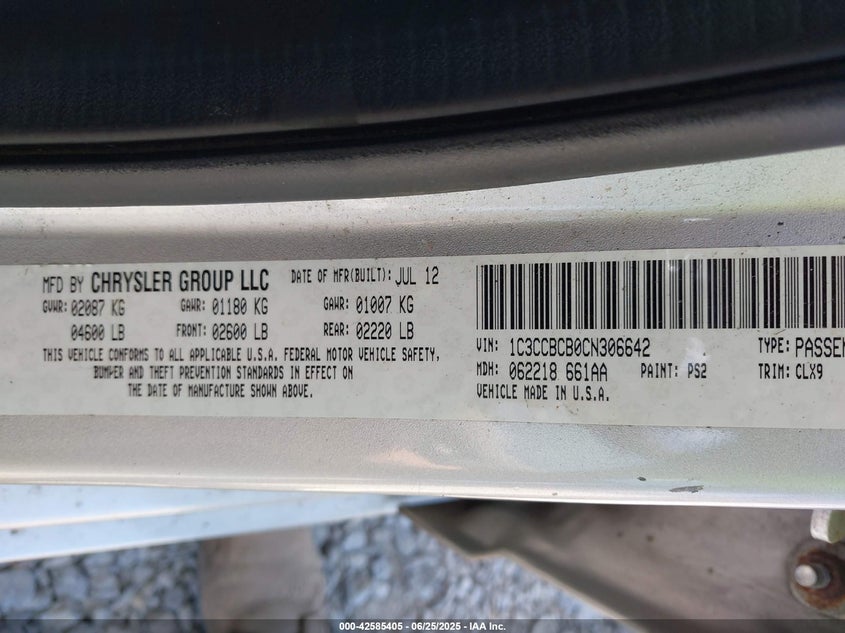 MFD BY CHRYSLER GROUP LLC DATE OF MFR(BUILT): JUL 12
GVWR: 02087 KG GAWR: 01180 KG GAWR: 01007 KG
04600 LB FRONT: 02600 LB REAR: 02220 LB
THIS VEHICLE CONFORMS TO ALL APPLICABLE U.S.A. FEDERAL MOTOR VEHICLE SAFETY,
BUMPER AND THEFT PREVENTION STANDARDS IN EFFECT ON
THE DATE OF MANUFACTURE SHOWN ABOVE.
VIN: 1C3CCBCB0CN306642 TYPE: PASSEN
MDH: 062218 661AA PAINT: PS2 TRIM: CLX9
VEHICLE MADE IN U.S.A.
000-42585405 - 06/25/2025 - IAA Inc.